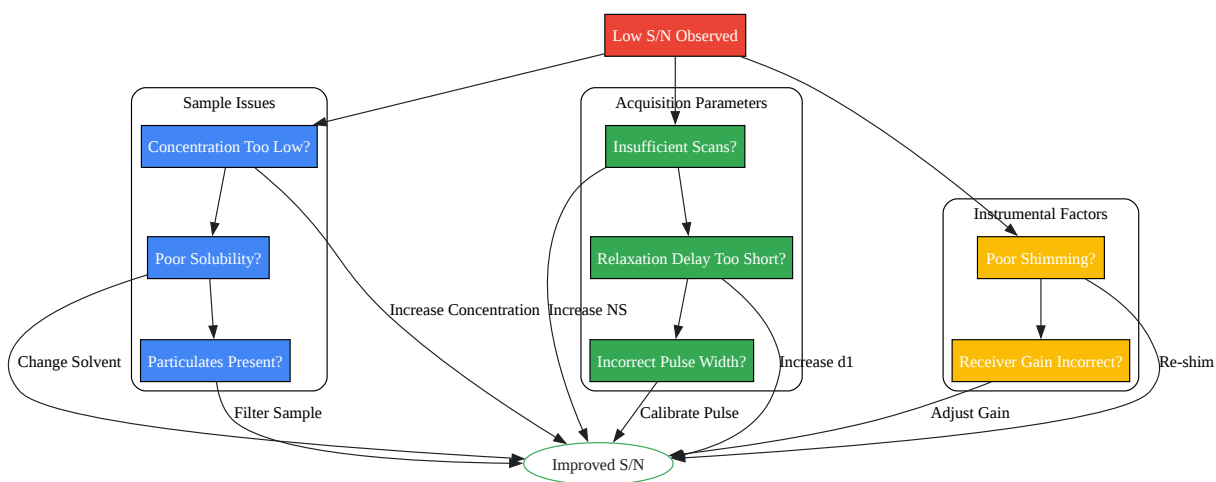 Low S/N Observed
Sample Issues
Acquisition Parameters
Concentration Too Low?
Insufficient Scans?
Instrumental Factors
Poor Solubility?
Relaxation Delay Too Short?
Poor Shimming?
Increase Concentration
Increase NS
Change Solvent
Particulates Present?
Incorrect Pulse Width?
Increase d1
Receiver Gain Incorrect?
Re-shim
Filter Sample
Calibrate Pulse
Adjust Gain
Improved S/N